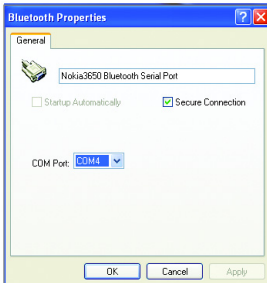 Bluetooth Properties
General
Nokia3650 Bluetooth Serial Port
Startup Automatically
Secure Connection
COM Port: COM4
OK
Cancel
Apply